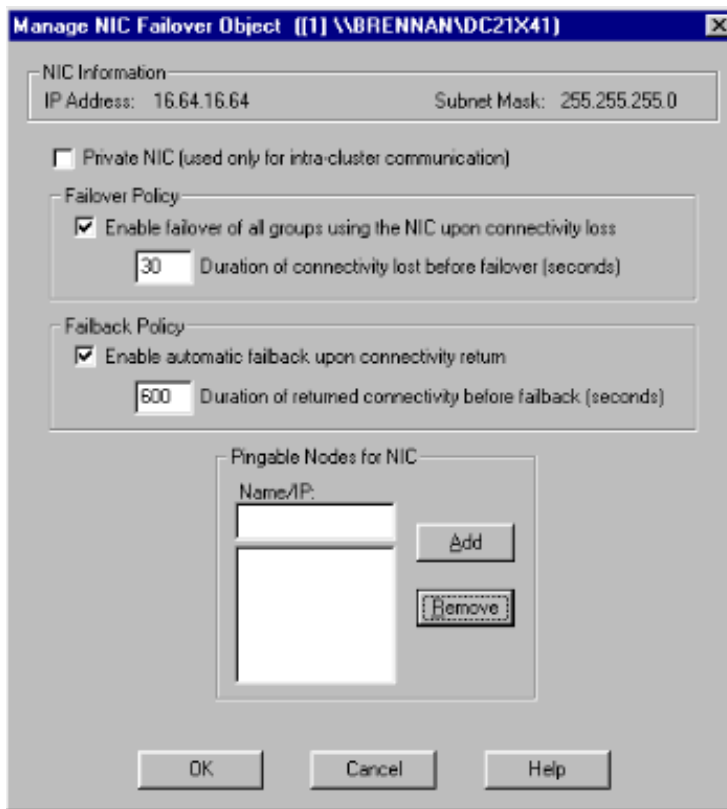 Manage NIC Failover Object ([1] \\BRENNAN\DC21X41)
NIC Information
IP Address: 16.64.16.64 Subnet Mask: 255.255.255.0
Private NIC (used only for intra-cluster communication)
Failover Policy
Enable failover of all groups using the NIC upon connectivity loss
30 Duration of connectivity lost before failover (seconds)
Failback Policy
Enable automatic failback upon connectivity return
600 Duration of returned connectivity before failback (seconds)
Pingable Nodes for NIC
Name/IP:
Add
Remove
OK Cancel Help